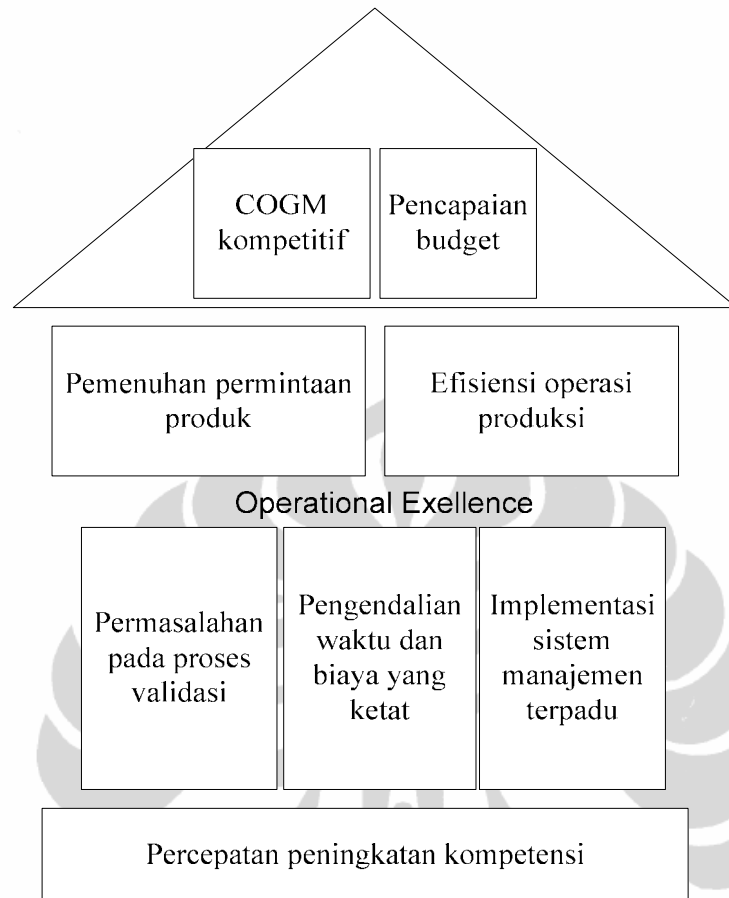 COGM
kompetitif
Pencapaian
budget
Pemenuhan permintaan
produk
Efisiensi operasi
produksi
Operational Exellence
Permasalahan
pada proses
validasi
Pengendalian
waktu dan
biaya yang
ketat
Implementasi
sistem
manajemen
terpadu
Percepatan peningkatan kompetensi